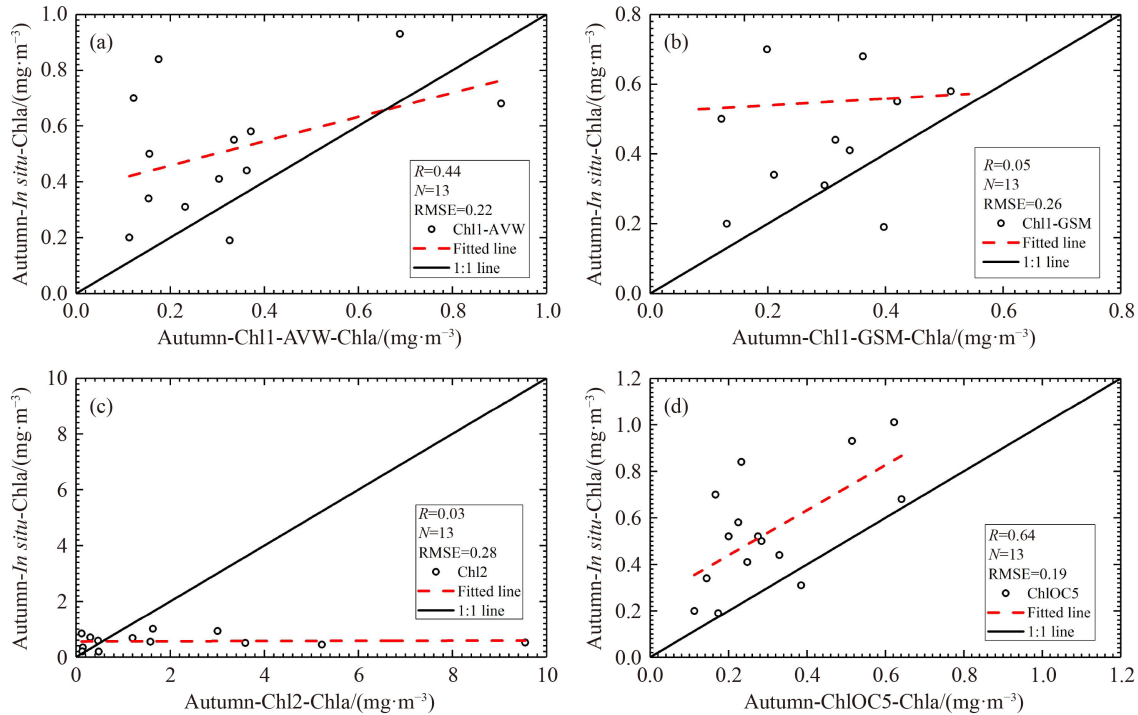 (a)
Autumn-In situ-Chla/(mg·m⁻³)
1.0
0.8
0.6
0.4
0.2
0.0
R=0.44
N=13
RMSE=0.22
Chl1-AVW
Fitted line
1:1 line
0.0 0.2 0.4 0.6 0.8 1.0
Autumn-Chl1-AVW-Chla/(mg·m⁻³)
(b)
Autumn-In situ-Chla/(mg·m⁻³)
0.8
0.6
0.4
0.2
0.0
R=0.05
N=13
RMSE=0.26
Chl1-GSM
Fitted line
1:1 line
0.0 0.2 0.4 0.6 0.8
Autumn-Chl1-GSM-Chla/(mg·m⁻³)
(c)
Autumn-In situ-Chla/(mg·m⁻³)
10
8
6
4
2
0
R=0.03
N=13
RMSE=0.28
Chl2
Fitted line
1:1 line
0 2 4 6 8 10
Autumn-Chl2-Chla/(mg·m⁻³)
(d)
Autumn-In situ-Chla/(mg·m⁻³)
1.2
1.0
0.8
0.6
0.4
0.2
0.0
R=0.64
N=13
RMSE=0.19
ChlOC5
Fitted line
1:1 line
0.0 0.2 0.4 0.6 0.8 1.0 1.2
Autumn-ChlOC5-Chla/(mg·m⁻³)